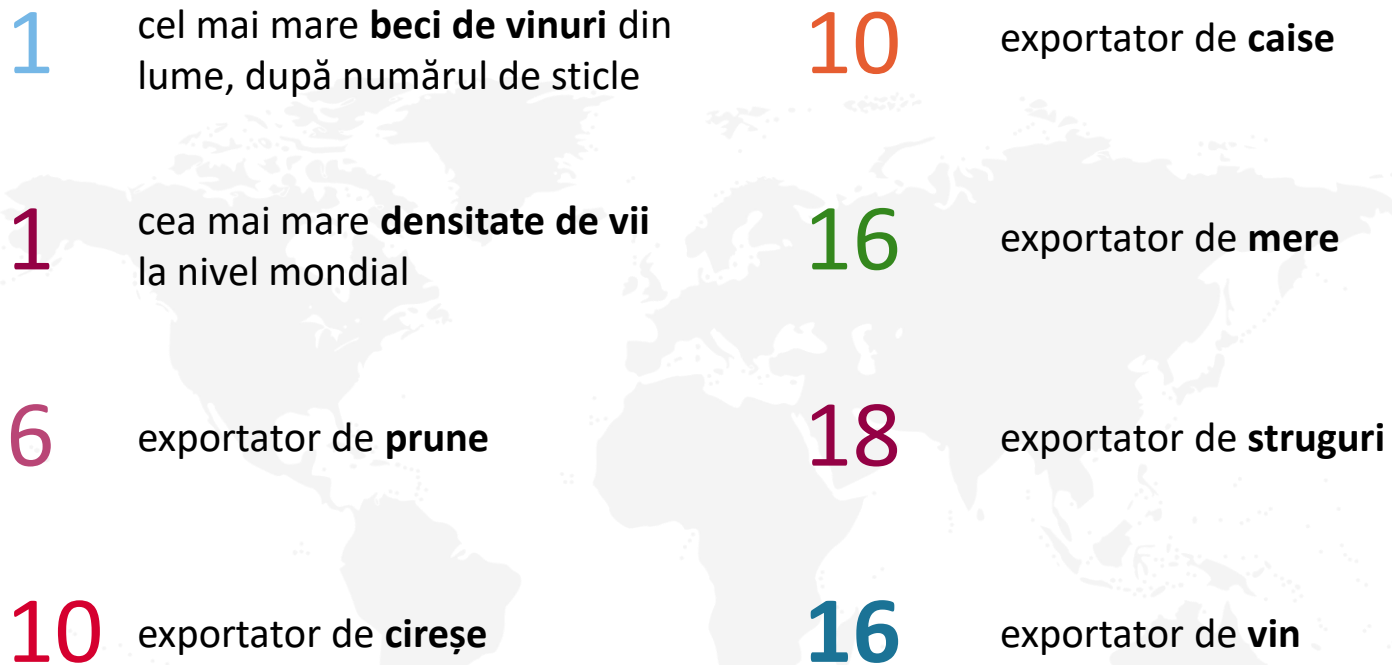 1
cel mai mare beci de vinuri din
lume, după numărul de sticle
1
cea mai mare densitate de vii
la nivel mondial
6
exportator de prune
10
exportator de cireșe
10
exportator de caise
16
exportator de mere
18
exportator de struguri
16
exportator de vin